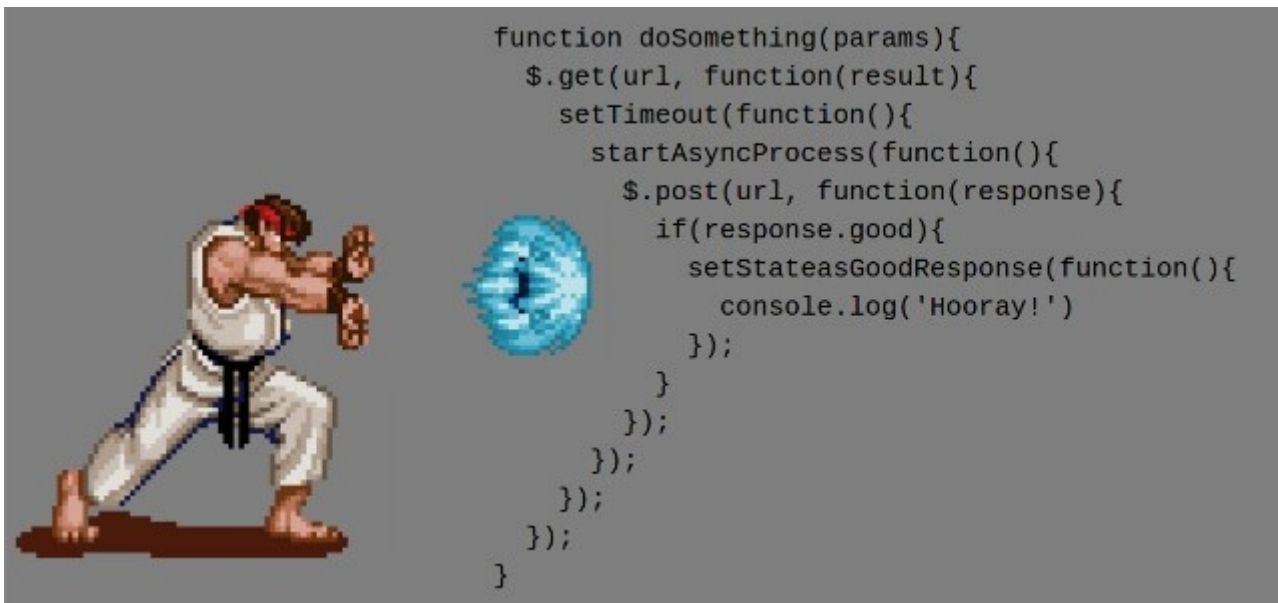 function doSomething(params){
  $.get(url, function(result){
    setTimeout(function(){
      startAsyncProcess(function(){
        $.post(url, function(response){
          if(response.good){
            setStateasGoodResponse(function(){
              console.log('Hooray!')
            });
          }
        });
      });
    });
  });
}